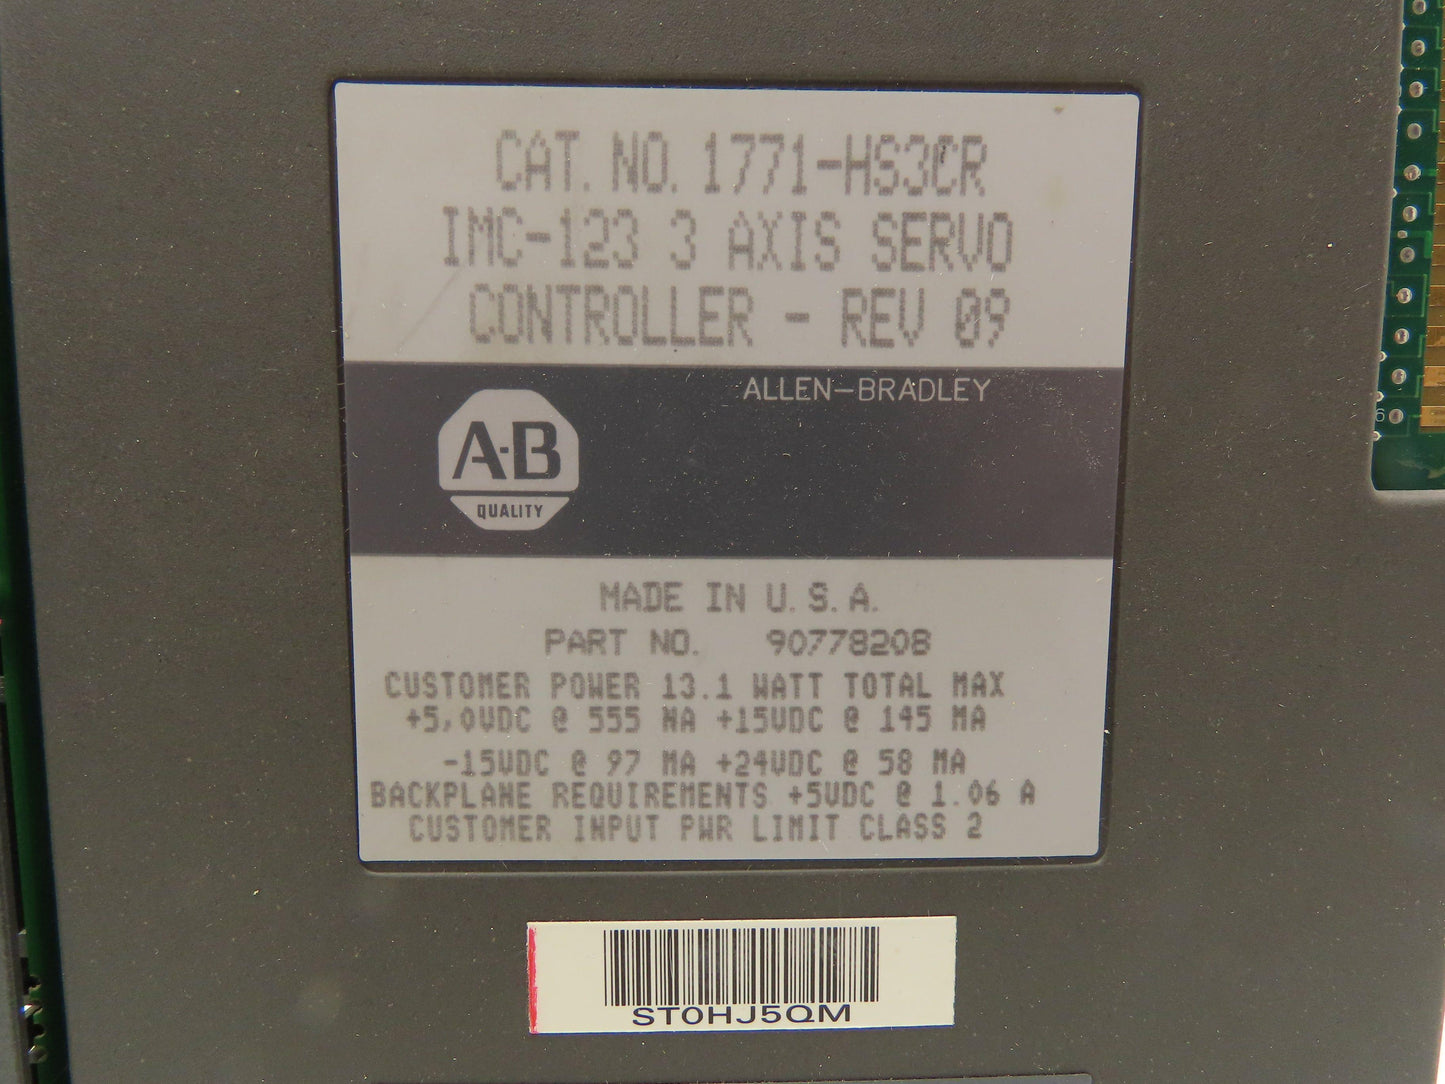 CAT. NO. 1771-HS3CR
IMC-123 3 AXIS SERVO
CONTROLLER - REV 09
ALLEN-BRADLEY
A-B
QUALITY
MADE IN U.S.A.
PART NO. 90778208
CUSTOMER POWER 13.1 WATT TOTAL MAX
+5.0VDC @ 555 MA +15VDC @ 145 MA
-15VDC @ 97 MA +24VDC @ 58 MA
BACKPLANE REQUIREMENTS +5VDC @ 1.06 A
CUSTOMER INPUT PWR LIMIT CLASS 2
ST0HJ5QM
6